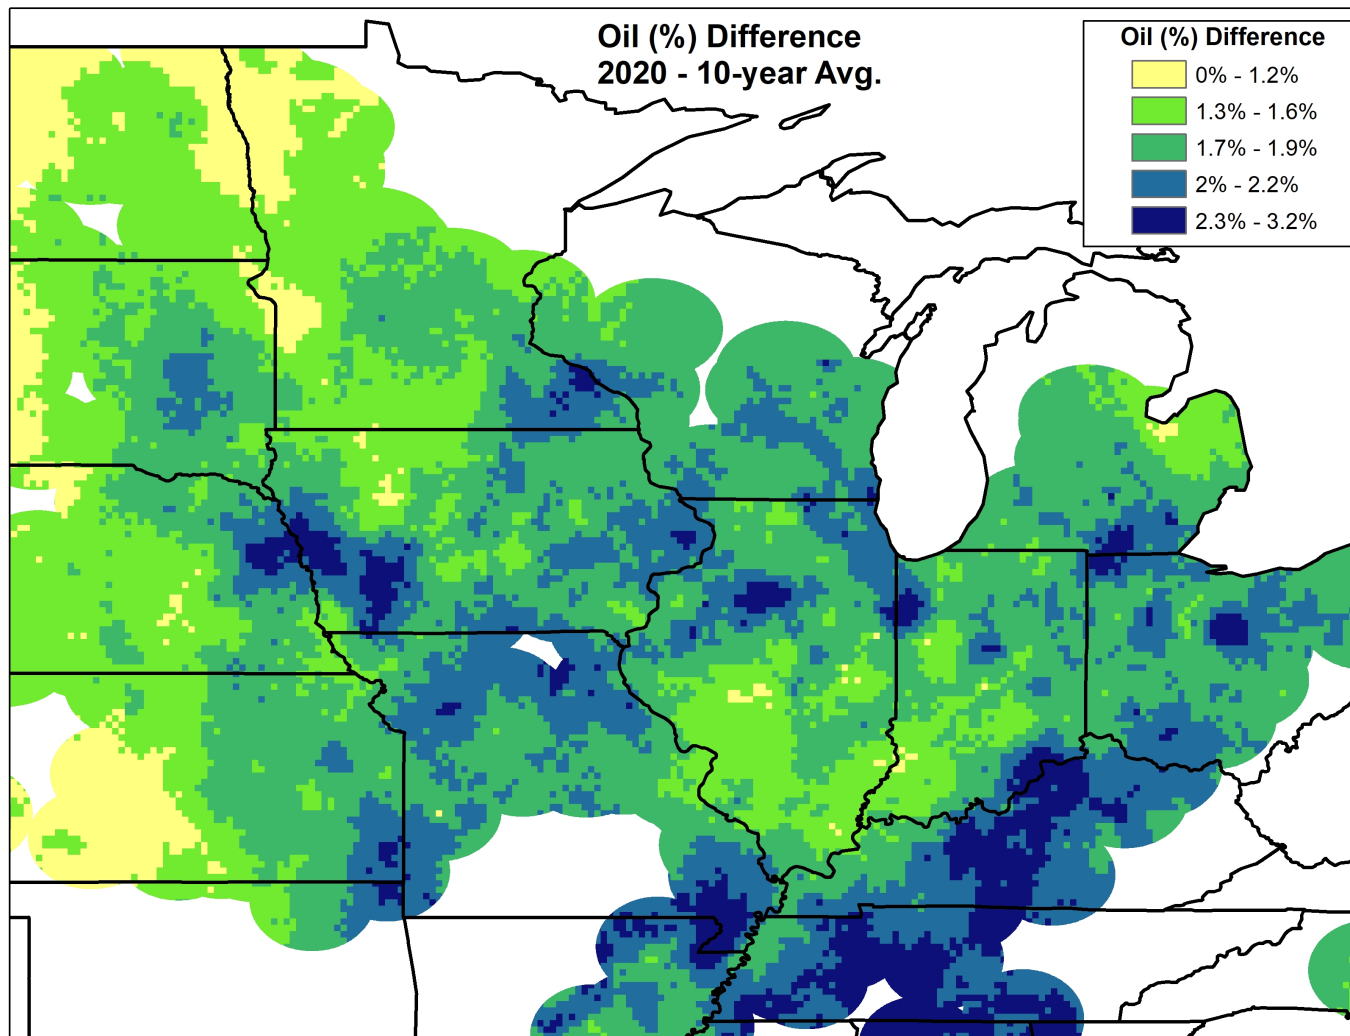 Oil (%) Difference
2020 - 10-year Avg.
Oil (%) Difference
0% - 1.2%
1.3% - 1.6%
1.7% - 1.9%
2% - 2.2%
2.3% - 3.2%